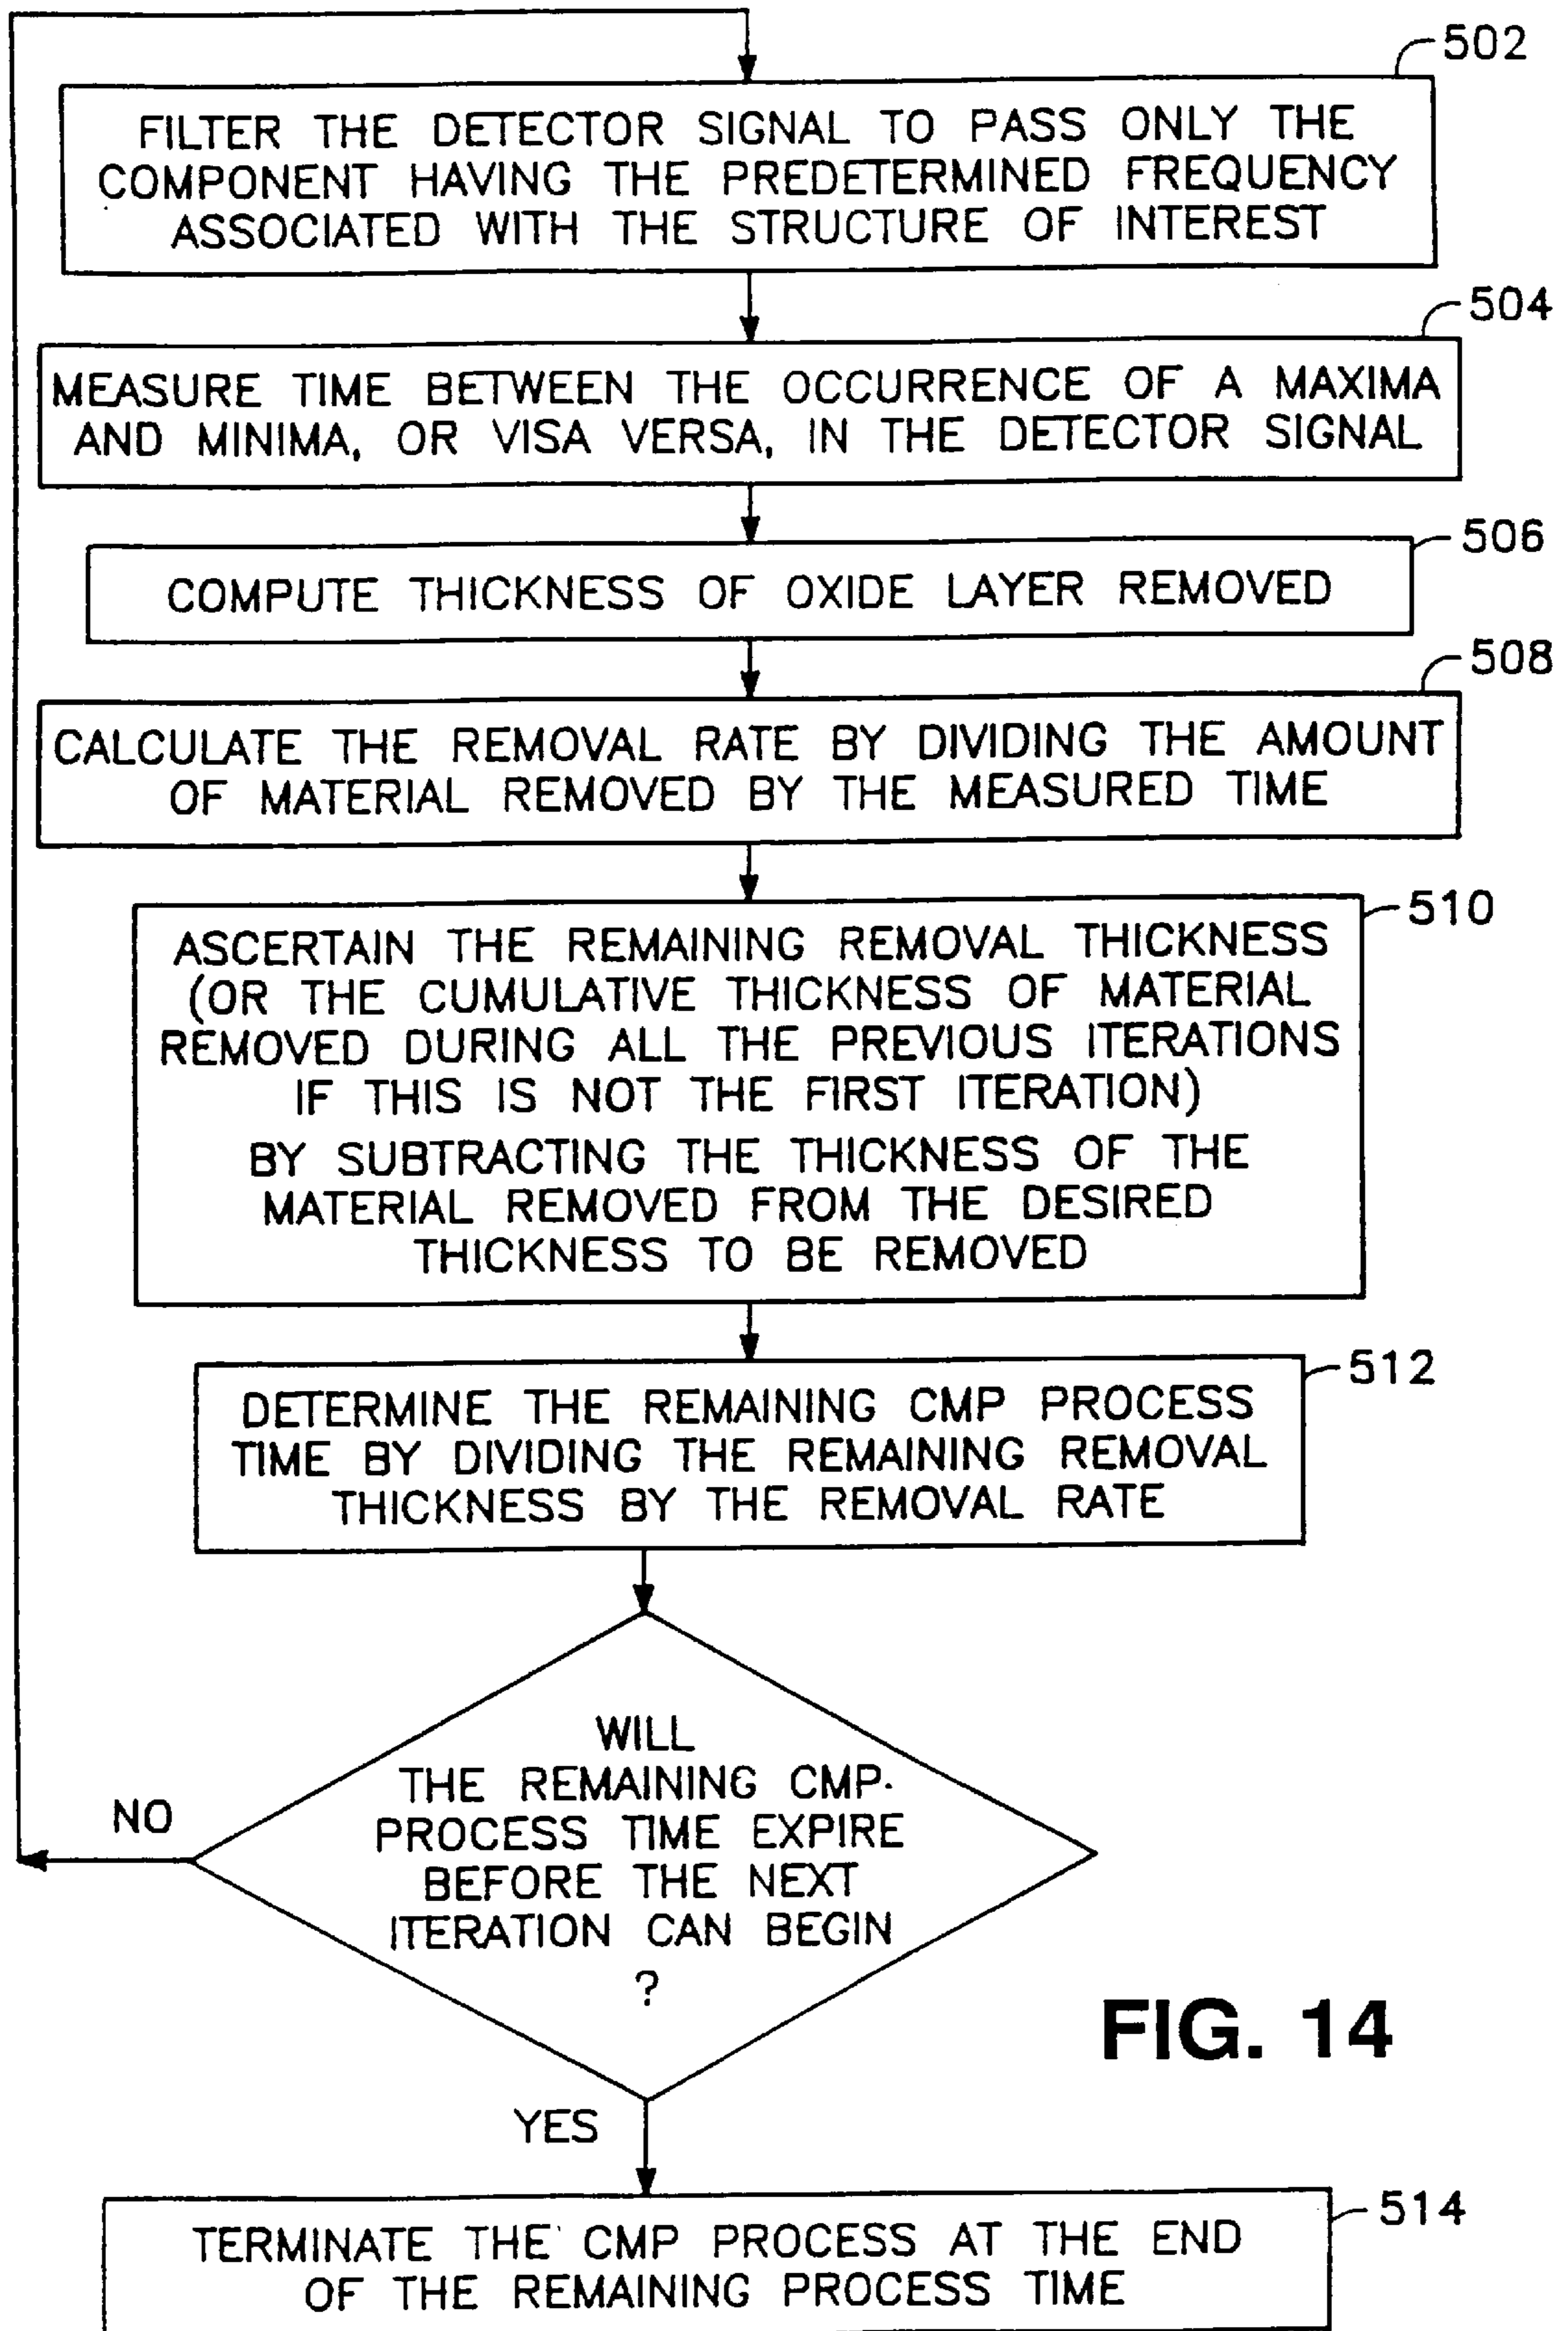 502
FILTER THE DETECTOR SIGNAL TO PASS ONLY THE
COMPONENT HAVING THE PREDETERMINED FREQUENCY
ASSOCIATED WITH THE STRUCTURE OF INTEREST
504
MEASURE TIME BETWEEN THE OCCURRENCE OF A MAXIMA
AND MINIMA, OR VISA VERSA, IN THE DETECTOR SIGNAL
506
COMPUTE THICKNESS OF OXIDE LAYER REMOVED
508
CALCULATE THE REMOVAL RATE BY DIVIDING THE AMOUNT
OF MATERIAL REMOVED BY THE MEASURED TIME
510
ASCERTAIN THE REMAINING REMOVAL THICKNESS
(OR THE CUMULATIVE THICKNESS OF MATERIAL
REMOVED DURING ALL THE PREVIOUS ITERATIONS
IF THIS IS NOT THE FIRST ITERATION)
BY SUBTRACTING THE THICKNESS OF THE
MATERIAL REMOVED FROM THE DESIRED
THICKNESS TO BE REMOVED
512
DETERMINE THE REMAINING CMP PROCESS
TIME BY DIVIDING THE REMAINING REMOVAL
THICKNESS BY THE REMOVAL RATE
WILL
THE REMAINING CMP
PROCESS TIME EXPIRE
BEFORE THE NEXT
ITERATION CAN BEGIN
?
NO
FIG. 14
YES
514
TERMINATE THE CMP PROCESS AT THE END
OF THE REMAINING PROCESS TIME